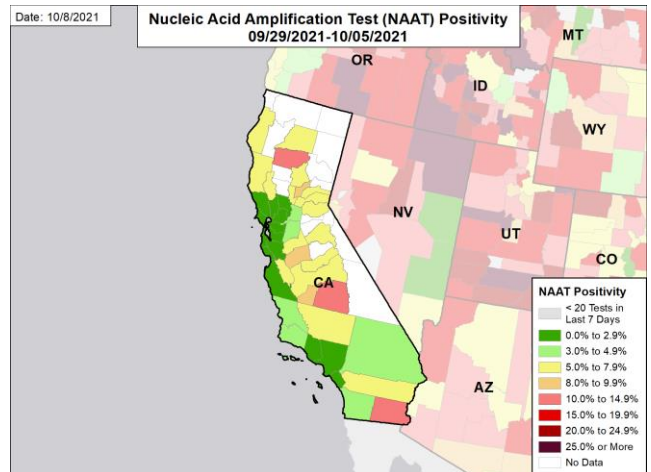 Date: 10/8/2021
Nucleic Acid Amplification Test (NAAT) Positivity
09/29/2021-10/05/2021
MT
OR
ID
WY
NV
UT
CO
CA
AZ
NAAT Positivity
< 20 Tests in
Last 7 Days
0.0% to 2.9%
3.0% to 4.9%
5.0% to 7.9%
8.0% to 9.9%
10.0% to 14.9%
15.0% to 19.9%
20.0% to 24.9%
25.0% or More
No Data